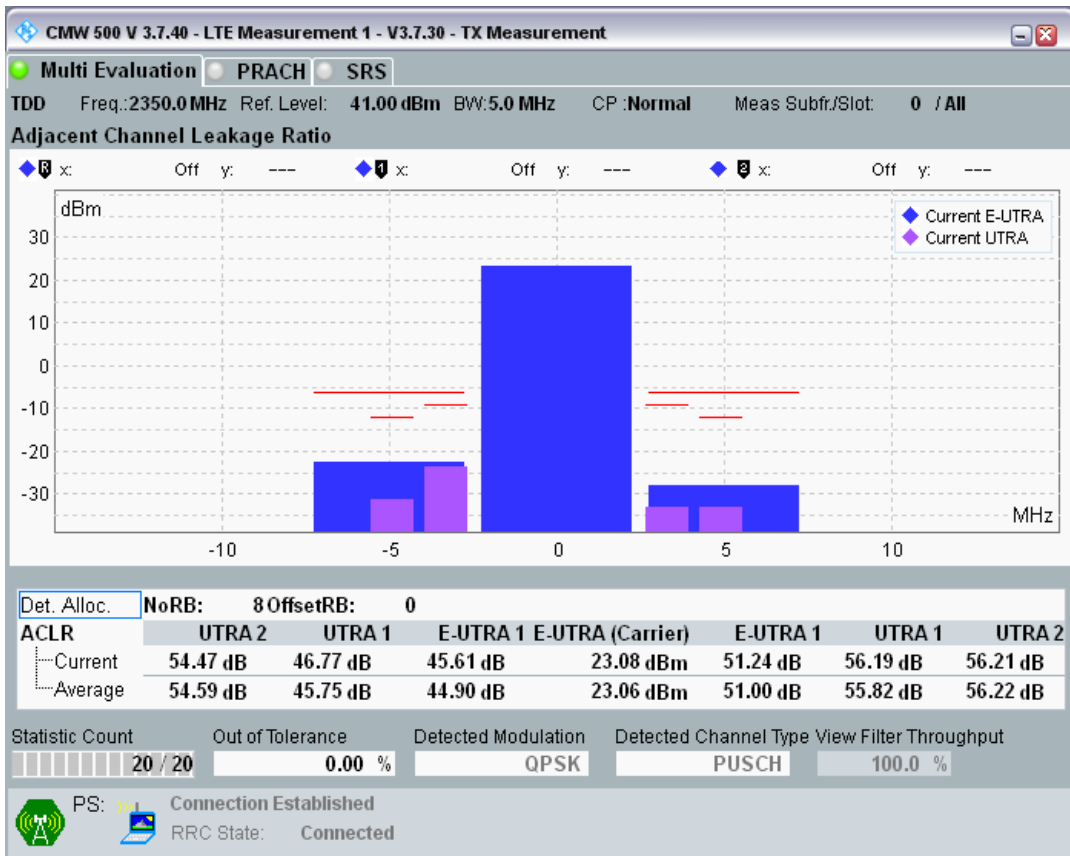 CMW 500 V 3.7.40 - LTE Measurement 1 - V3.7.30 - TX Measurement
Multi Evaluation PRACH SRS
TDD Freq.:2350.0 MHz Ref. Level: 41.00 dBm BW:5.0 MHz CP :Normal Meas Subfr./Slot: 0 / All
Adjacent Channel Leakage Ratio
R x: Off y: --- 1 x: Off y: --- 2 x: Off y: ---
dBm
Current E-UTRA
Current UTRA
30
20
10
0
-10
-20
-30
MHz
-10 -5 0 5 10
Det. Alloc. NoRB: 8 OffsetRB: 0
ACLR UTRA 2 UTRA 1 E-UTRA 1 E-UTRA (Carrier) E-UTRA 1 UTRA 1 UTRA 2
Current 54.47 dB 46.77 dB 45.61 dB 23.08 dBm 51.24 dB 56.19 dB 56.21 dB
Average 54.59 dB 45.75 dB 44.90 dB 23.06 dBm 51.00 dB 55.82 dB 56.22 dB
Statistic Count Out of Tolerance Detected Modulation Detected Channel Type View Filter Throughput
20 / 20 0.00 % QPSK PUSCH 100.0 %
PS: Connection Established
RRC State: Connected